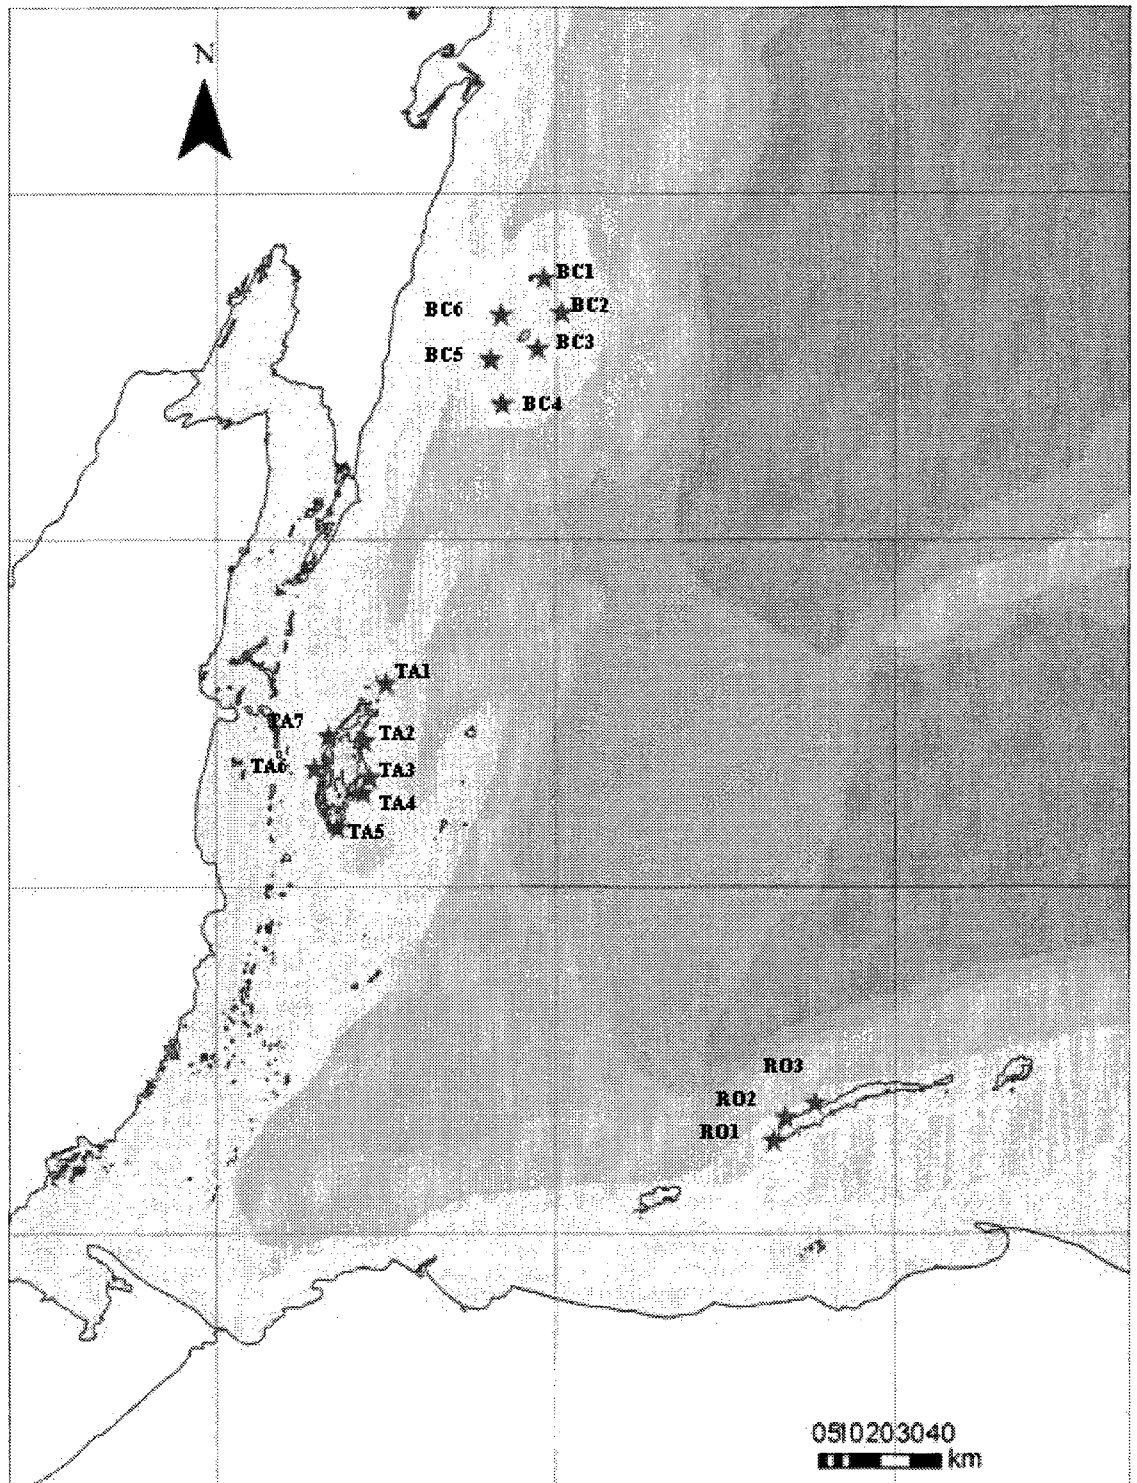 N
BC1
BC2
BC6
BC3
BC5
BC4
TA1
TA7
TA2
TA6
TA3
TA4
TA5
RO3
RO2
RO1
0510203040
km